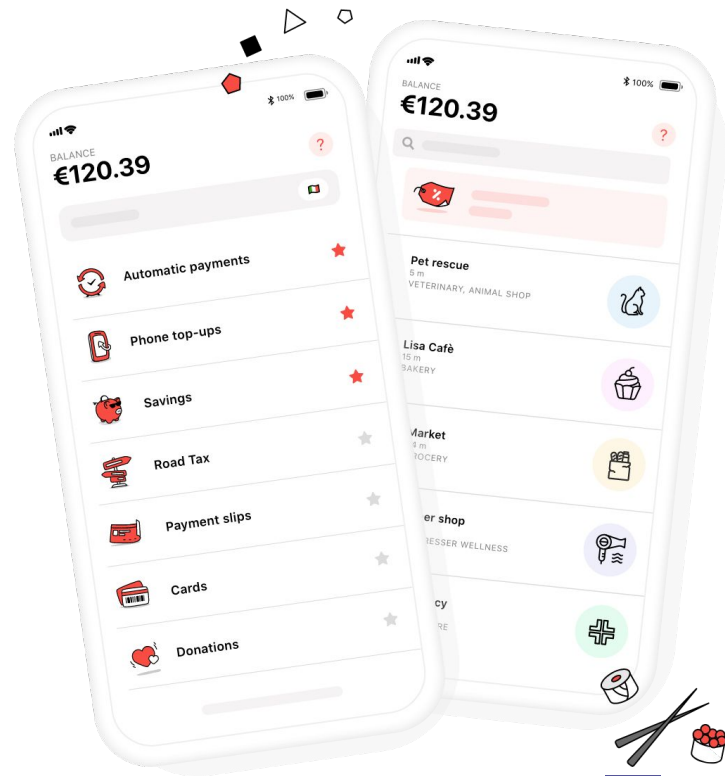 100%
BALANCE
€120.39
?
Automatic payments
Phone top-ups
Savings
Road Tax
Payment slips
Cards
Donations
100%
BALANCE
€120.39
?
%
Pet rescue
5 m
VETERINARY, ANIMAL SHOP
Lisa Cafè
15 m
BAKERY
Market
ROCERY
er shop
ESSER WELLNESS
cy
RE